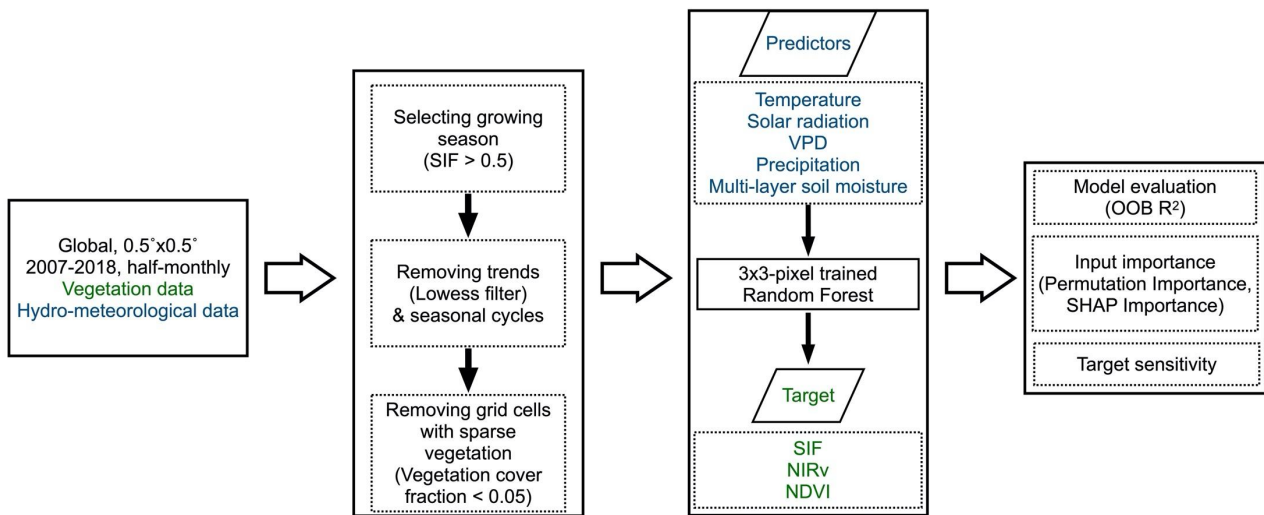 Global, 0.5˚x0.5˚
2007-2018, half-monthly
Vegetation data
Hydro-meteorological data
Selecting growing
season
(SIF > 0.5)
Removing trends
(Lowess filter)
& seasonal cycles
Removing grid cells
with sparse
vegetation
(Vegetation cover
fraction < 0.05)
Predictors
Temperature
Solar radiation
VPD
Precipitation
Multi-layer soil moisture
3x3-pixel trained
Random Forest
Target
SIF
NIRv
NDVI
Model evaluation
(OOB R²)
Input importance
(Permutation Importance,
SHAP Importance)
Target sensitivity